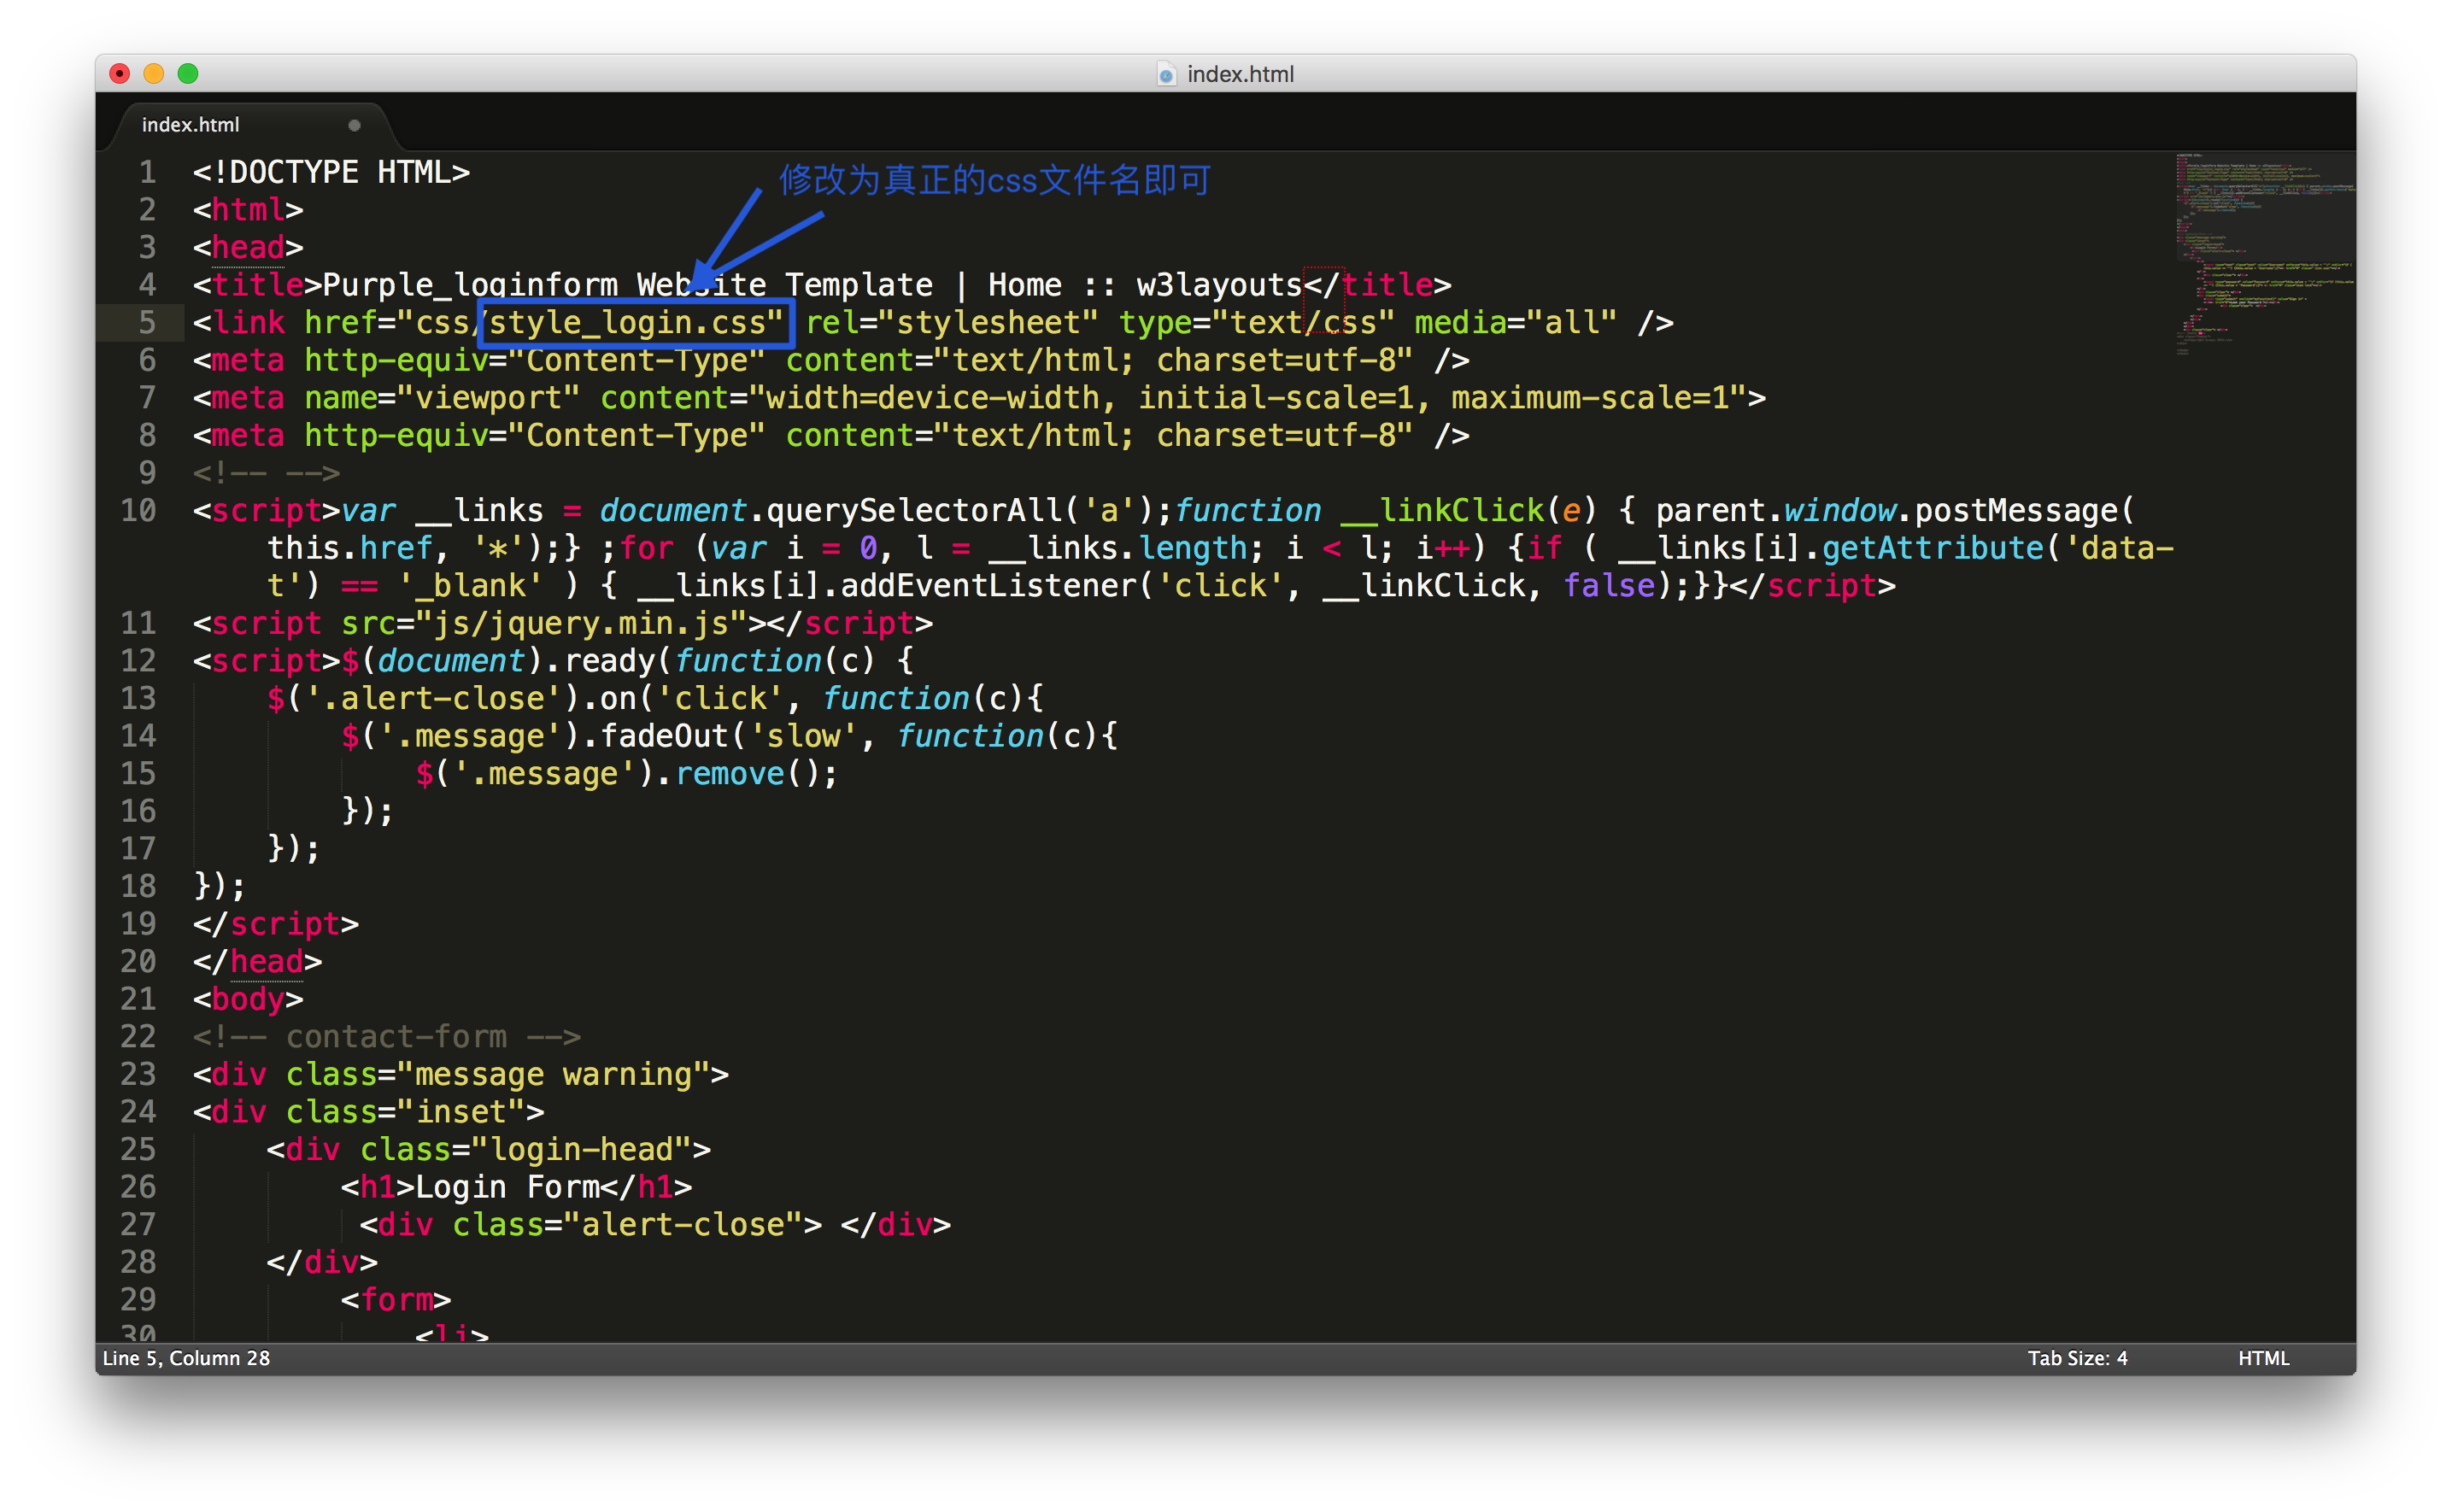 index.html
index.html
修改为真正的css文件名即可
1 <!DOCTYPE HTML>
2 <html>
3 <head>
4 <title>Purple_loginform Website Template | Home :: w3layouts</title>
5 <link href="css/style_login.css" rel="stylesheet" type="text/css" media="all" />
6 <meta http-equiv="Content-Type" content="text/html; charset=utf-8" />
7 <meta name="viewport" content="width=device-width, initial-scale=1, maximum-scale=1">
8 <meta http-equiv="Content-Type" content="text/html; charset=utf-8" />
9 <!-- -->
10 <script>var __links = document.querySelectorAll('a');function __linkClick(e) { parent.window.postMessage(
this.href, '*');} ;for (var i = 0, l = __links.length; i < l; i++) {if ( __links[i].getAttribute('data-
t') == '_blank' ) { __links[i].addEventListener('click', __linkClick, false);}}</script>
11 <script src="js/jquery.min.js"></script>
12 <script>$(document).ready(function(c) {
13 $('.alert-close').on('click', function(c){
14 $('.message').fadeOut('slow', function(c){
15 $('.message').remove();
16 });
17 });
18 });
19 </script>
20 </head>
21 <body>
22 <!-- contact-form -->
23 <div class="message warning">
24 <div class="inset">
25 <div class="login-head">
26 <h1>Login Form</h1>
27 <div class="alert-close"> </div>
28 </div>
29 <form>
30 <li>
Line 5, Column 28
Tab Size: 4
HTML